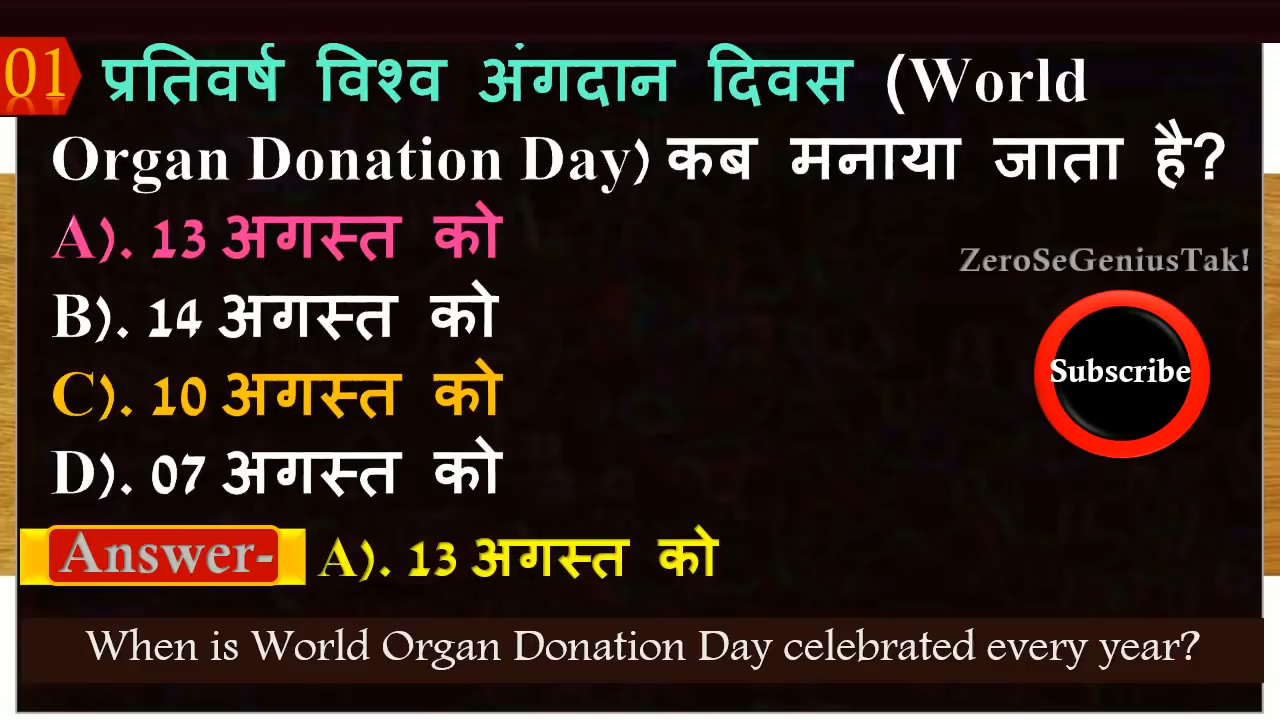 01 प्रतिवर्ष विश्व अंगदान दिवस (World
Organ Donation Day) कब मनाया जाता है?
A). 13 अगस्त को
ZeroSeGeniusTak!
B). 14 अगस्त को
Subscribe
C). 10 अगस्त को
D). 07 अगस्त को
Answer- A). 13 अगस्त को
When is World Organ Donation Day celebrated every year?